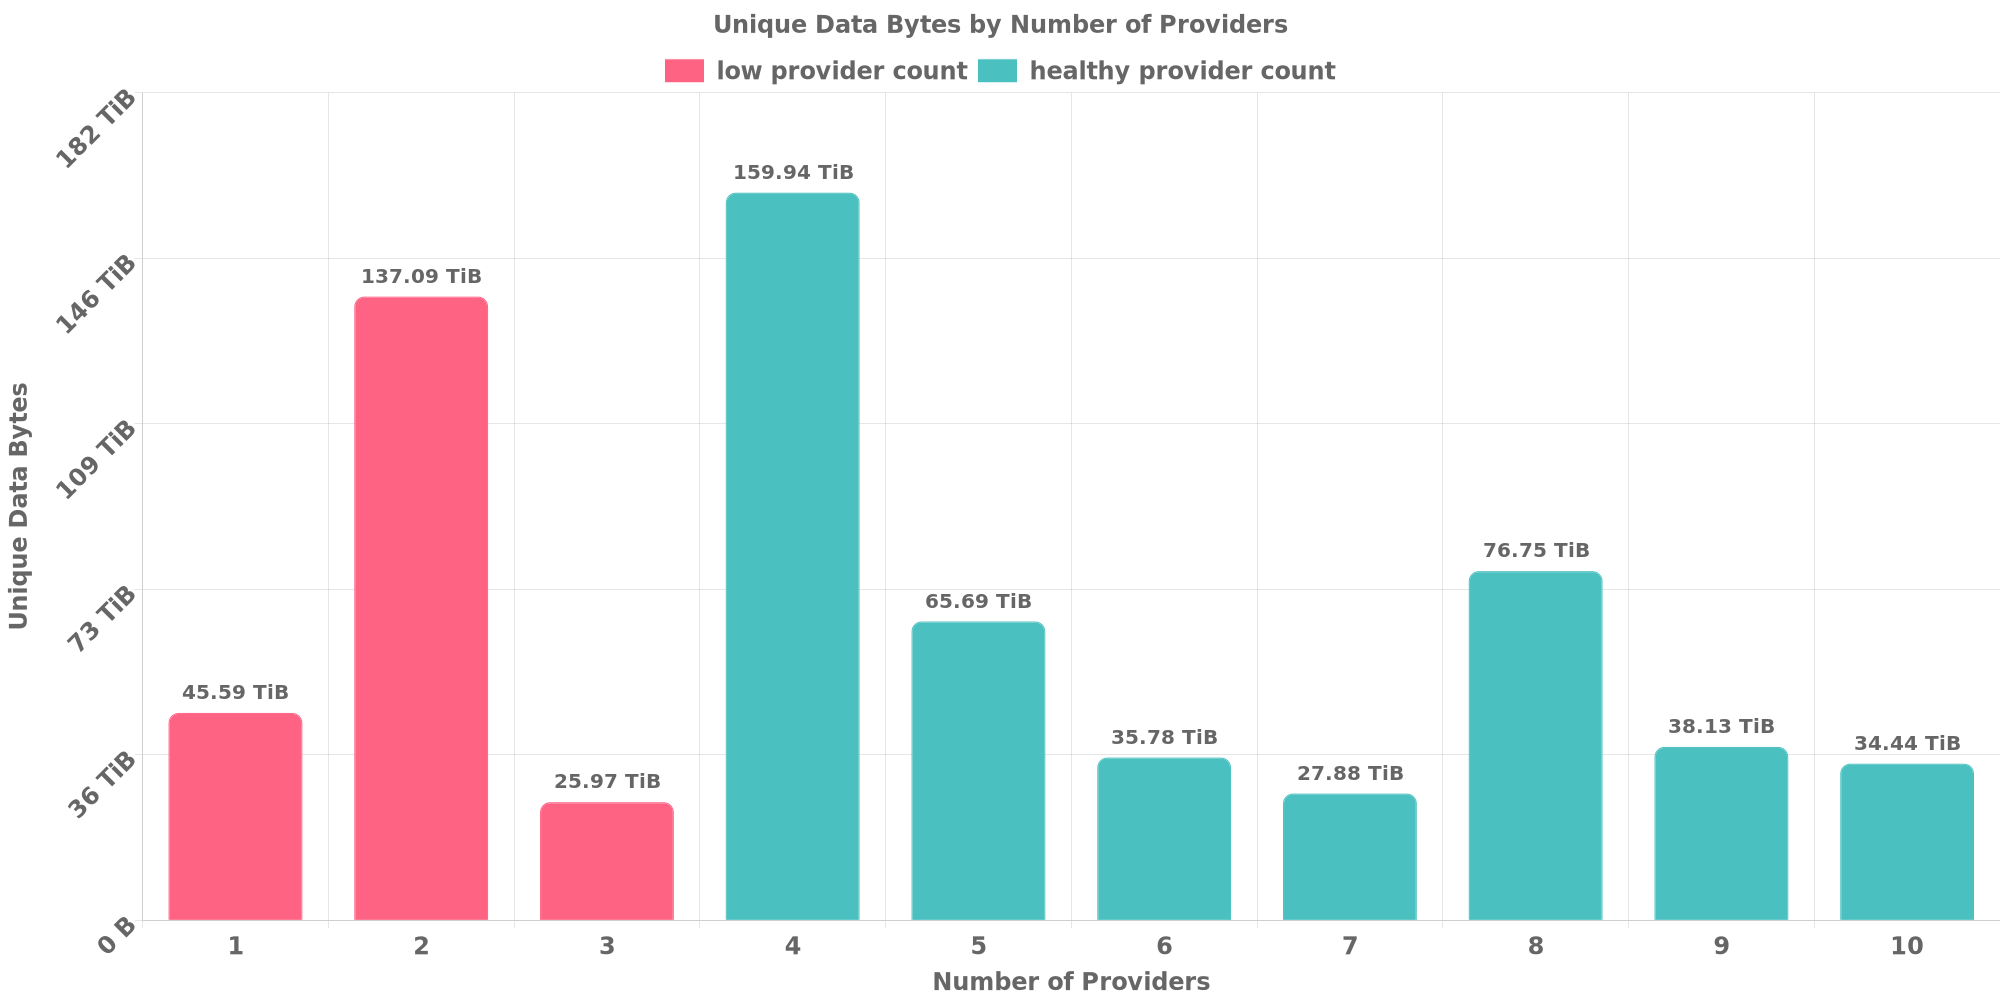 Unique Data Bytes by Number of Providers
low provider count healthy provider count
182 TiB
146 TiB
109 TiB
73 TiB
36 TiB
0 B
Unique Data Bytes
45.59 TiB
137.09 TiB
25.97 TiB
159.94 TiB
65.69 TiB
35.78 TiB
27.88 TiB
76.75 TiB
38.13 TiB
34.44 TiB
1 2 3 4 5 6 7 8 9 10
Number of Providers